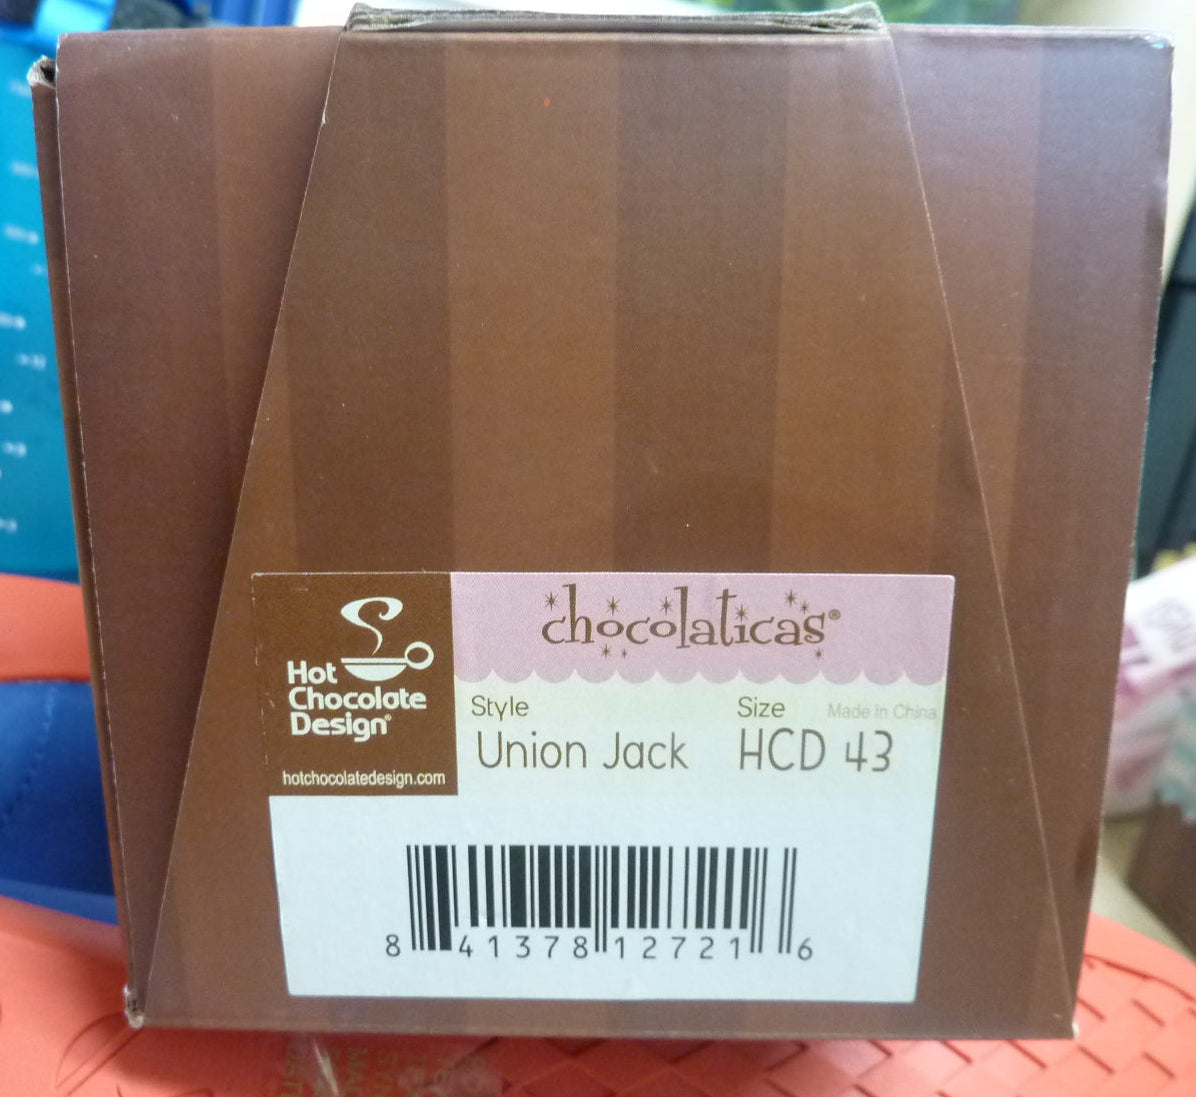 chocolaticas®
Hot
Chocolate
Design®
hotchocolatedesign.com
Style
Size
Made In China
Union Jack
HCD 43
8 41378 12721 6